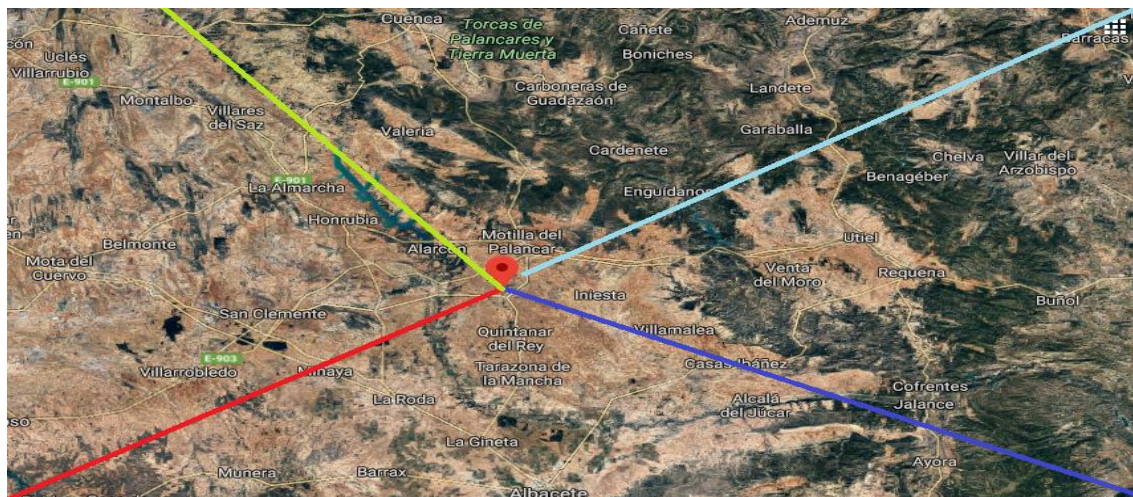 Cuenca
Ademuz
Torcas de
Palancares y
Tierra Muerta
Cañete
Barracas
cón
Uclés
Boniches
Villarrubio
E-901
Carboneras de
Guadazaón
Landete
Montalbo
Villares
del Saz
Valeria
Garaballa
Cardenete
Chelva
Villar del
Arzobispo
E-901
La Almarcha
Enguídanos
Benagéber
Honrubia
Belmonte
Alarcón
Motilla del
Palancar
Utiel
en
Mota del
Cuervo
Venta
del Moro
Requena
Iniesta
Buñol
San Clemente
Quintanar
del Rey
Villamalea
E-903
Villarrobledo
Minaya
Tarazona de
la Mancha
Casas-Ibáñez
Cofrentes
La Roda
Alcalá
del Júcar
Jalance
oso
La Gineta
Ayora
Munera
Barrax
Albacete